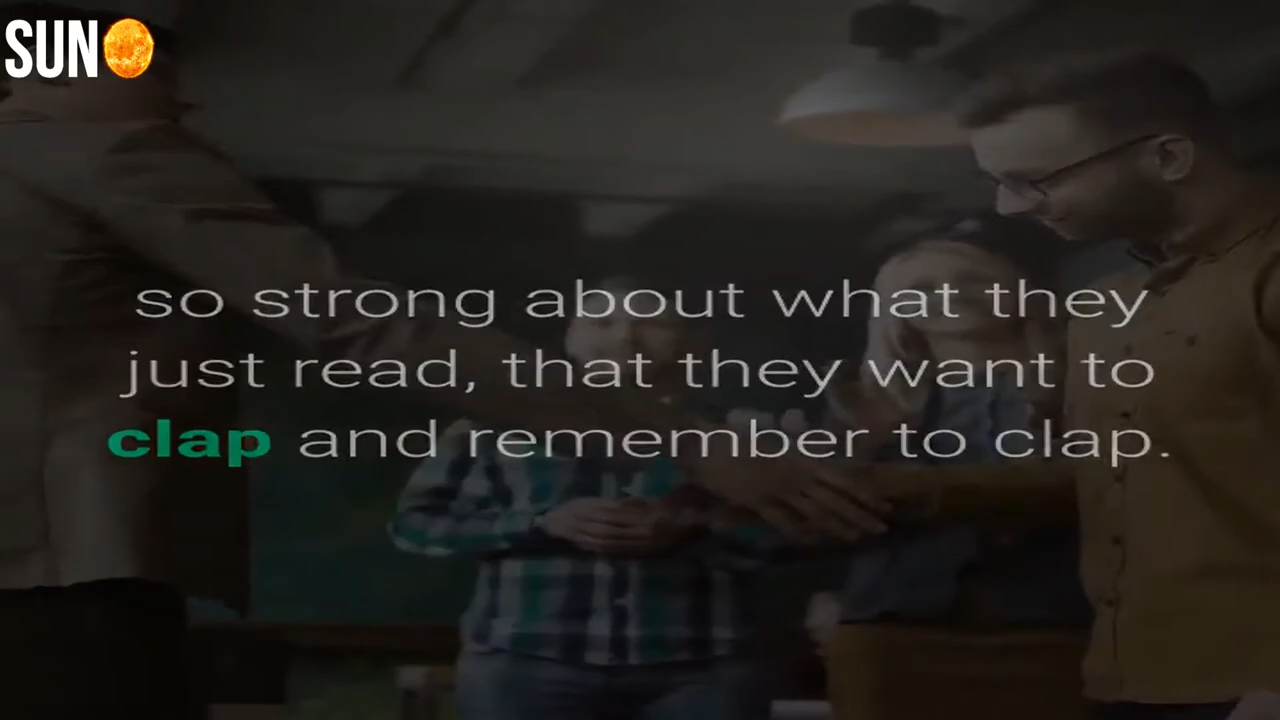 SUN
so strong about what they
just read, that they want to
clap and remember to clap.